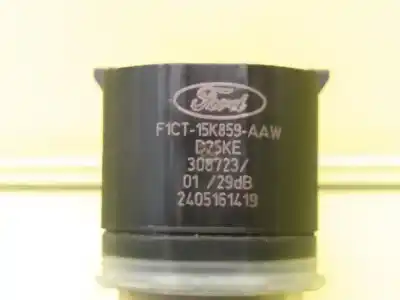 Ford
F1CT-15K859-AAW
D25KE
308723/
01 /29dB
2405161419